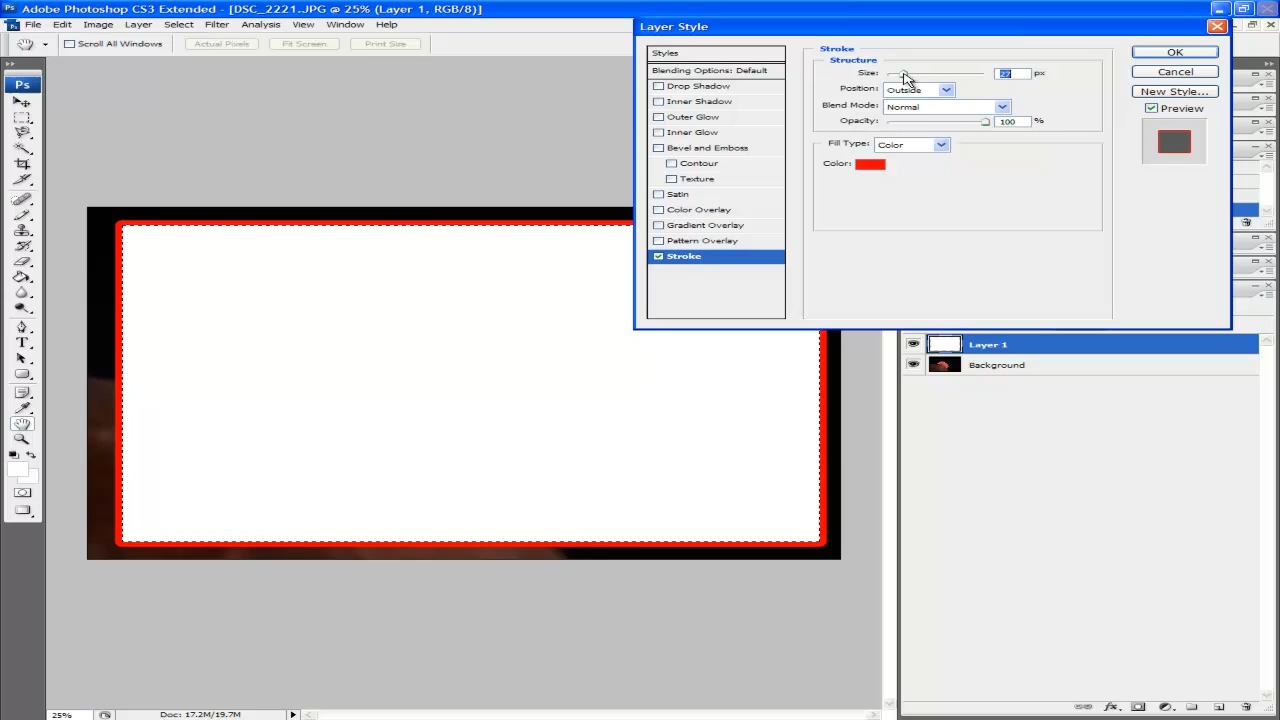 Adobe Photoshop CS3 Extended - [DSC_2221.JPG @ 25% (Layer 1, RGB/8)]
File Edit Image Layer Select Filter Analysis View Window Help
Scroll All Windows Actual Pixels Fit Screen Print Size
Ps
Layer Style
Styles
Blending Options: Default
Drop Shadow
Inner Shadow
Outer Glow
Inner Glow
Bevel and Emboss
Contour
Texture
Satin
Color Overlay
Gradient Overlay
Pattern Overlay
Stroke
Stroke
Structure
Size: 27 px
Position: Outside
Blend Mode: Normal
Opacity: 100 %
Fill Type: Color
Color:
OK
Cancel
New Style...
Preview
Layer 1
Background
25% Doc: 17.2M/19.7M